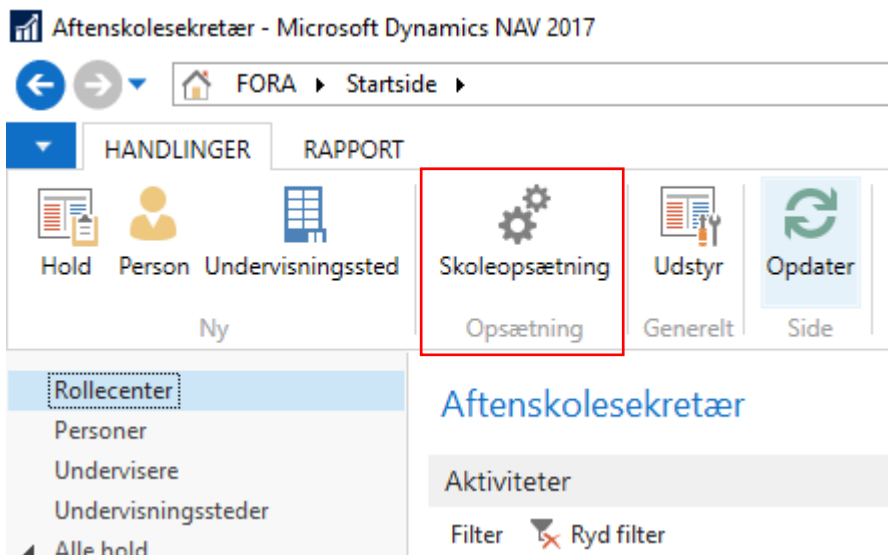 Aftenskolesekretær - Microsoft Dynamics NAV 2017
FORA Startside
HANDLINGER RAPPORT
Hold Person Undervisningssted Skoleopsætning Udstyr Opdater
Ny Opsætning Generelt Side
Rollecenter
Personer
Undervisere
Undervisningssteder
Alle hold
Aftenskolesekretær
Aktiviteter
Filter Ryd filter